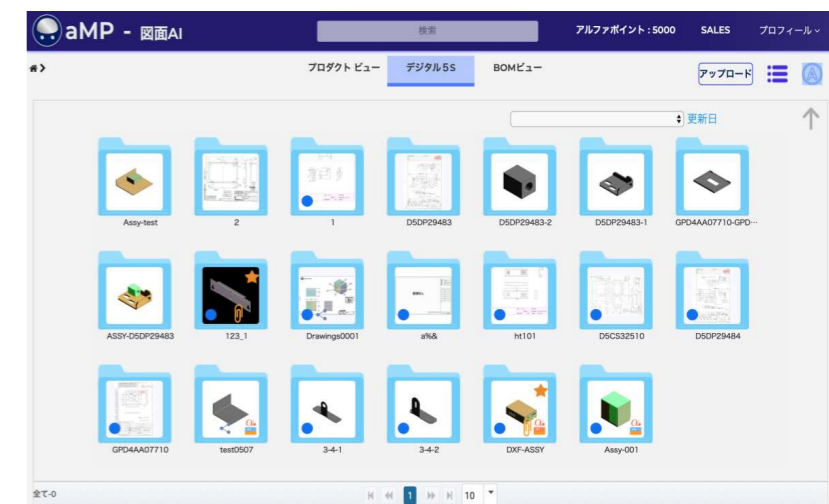 aMP - 図面AI
検索
アルファポイント : 5000
SALES
プロフィール
プロダクト ビュー
デジタル5S
BOMビュー
アップロード
更新日
Assy-test
2
1
D5DP29483
D5DP29483-2
D5DP29483-1
GPD4AA07710-GPD…
ASSY-D5DP29483
123_1
Drawings0001
a%&
ht101
D5CS32510
D5DP29484
GPD4AA07710
test0507
3-4-1
3-4-2
DXF-ASSY
Assy-001
全て-0
1
10